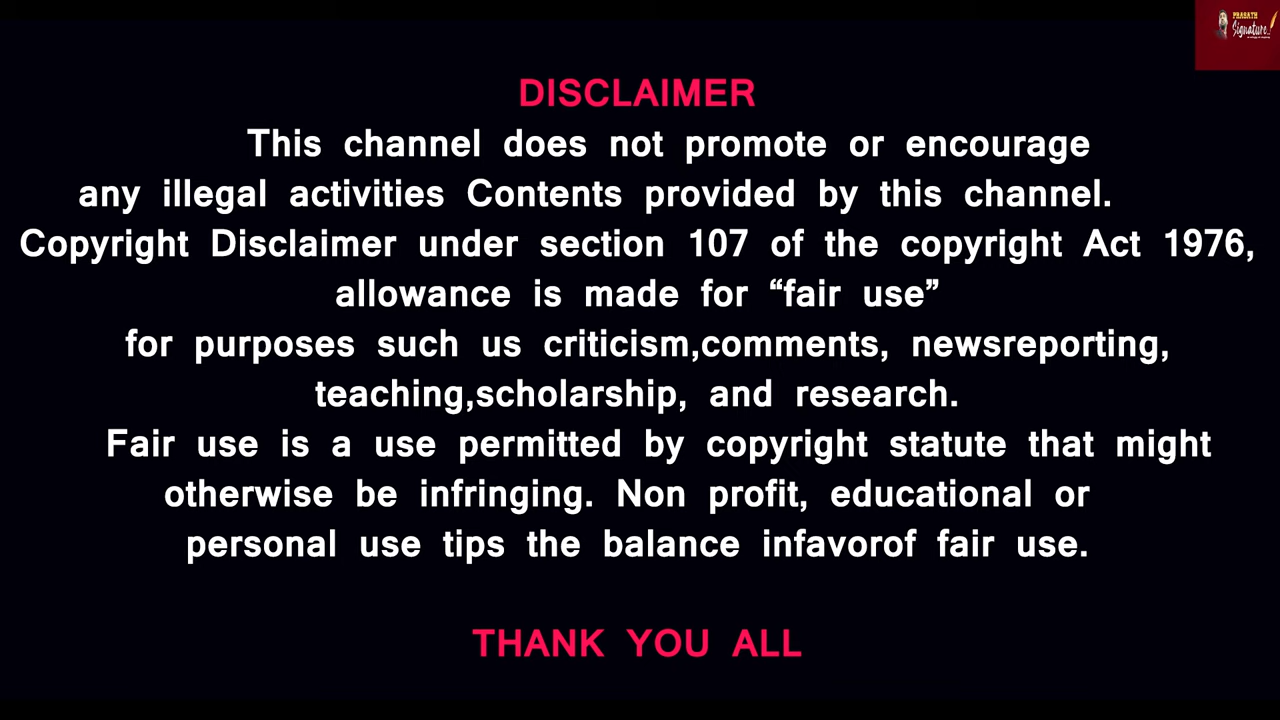 PRASATH
Signature..!
DISCLAIMER
This channel does not promote or encourage
any illegal activities Contents provided by this channel.
Copyright Disclaimer under section 107 of the copyright Act 1976,
allowance is made for “fair use”
for purposes such us criticism,comments, newsreporting,
teaching,scholarship, and research.
Fair use is a use permitted by copyright statute that might
otherwise be infringing. Non profit, educational or
personal use tips the balance infavorof fair use.
THANK YOU ALL